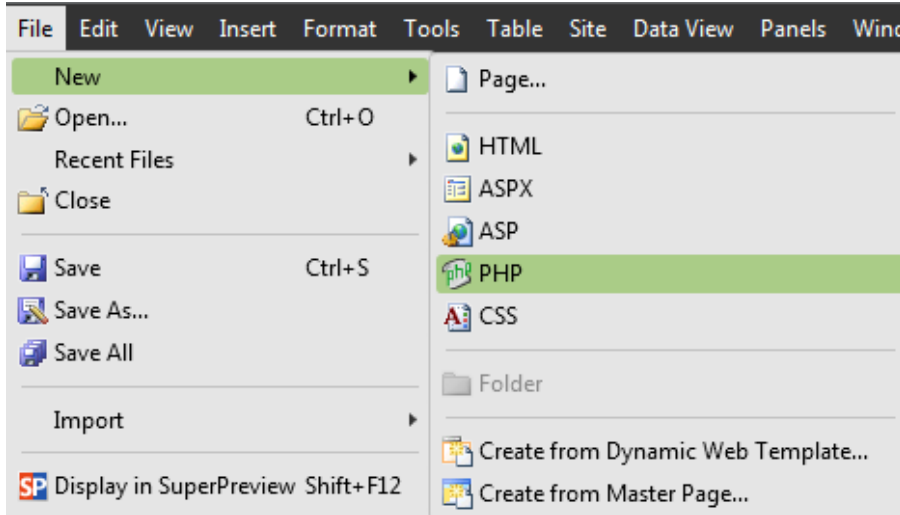 File Edit View Insert Format Tools Table Site Data View Panels
New
Open... Ctrl+O
Recent Files
Close
Save Ctrl+S
Save As...
Save All
Import
SP Display in SuperPreview Shift+F12
Page...
HTML
ASPX
ASP
php PHP
A CSS
Folder
Create from Dynamic Web Template...
Create from Master Page...